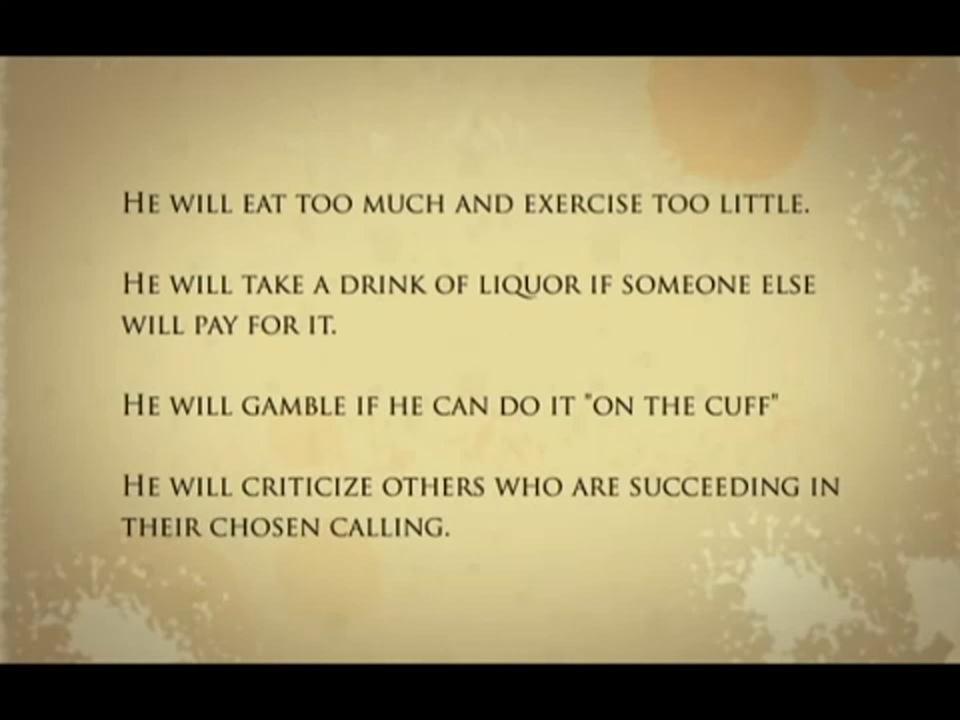 He will eat too much and exercise too little.
He will take a drink of liquor if someone else
will pay for it.
He will gamble if he can do it "on the cuff"
He will criticize others who are succeeding in
their chosen calling.